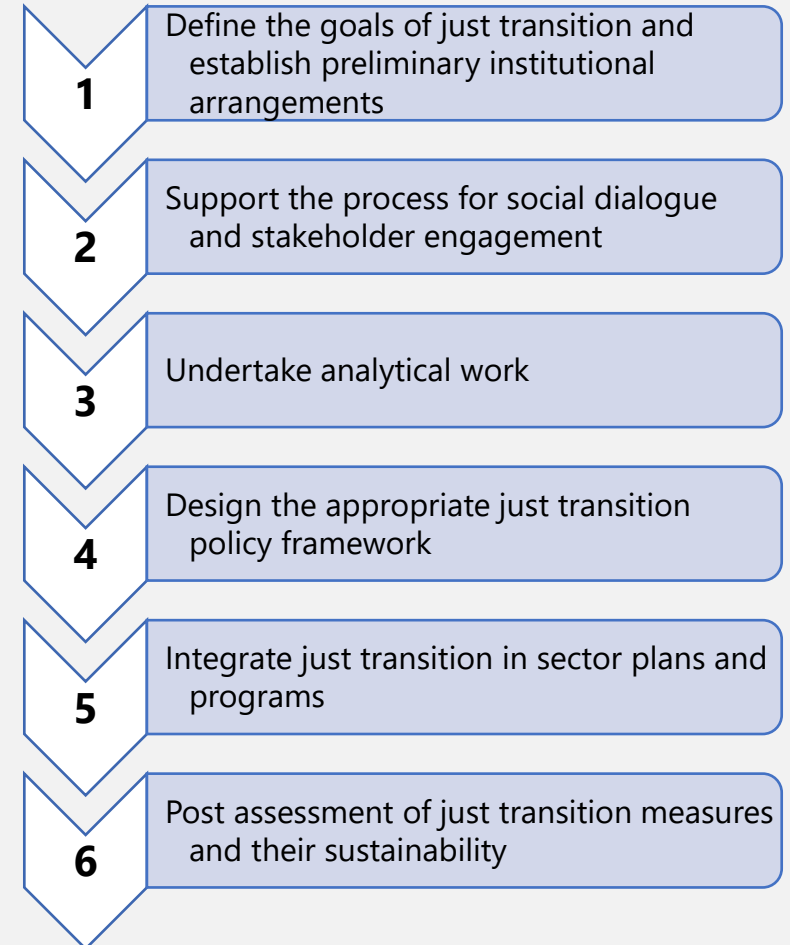 1
Define the goals of just transition and
establish preliminary institutional
arrangements
2
Support the process for social dialogue
and stakeholder engagement
3
Undertake analytical work
4
Design the appropriate just transition
policy framework
5
Integrate just transition in sector plans and
programs
6
Post assessment of just transition measures
and their sustainability